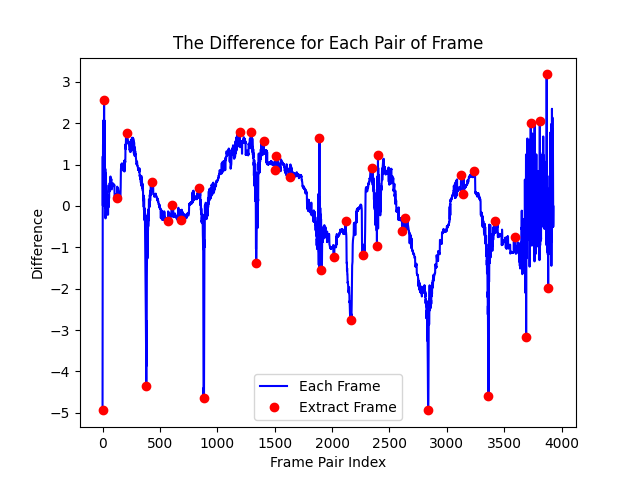 The Difference for Each Pair of Frame
3
2
1
0
−1
−2
−3
−4
−5
Difference
Each Frame
Extract Frame
0 500 1000 1500 2000 2500 3000 3500 4000
Frame Pair Index